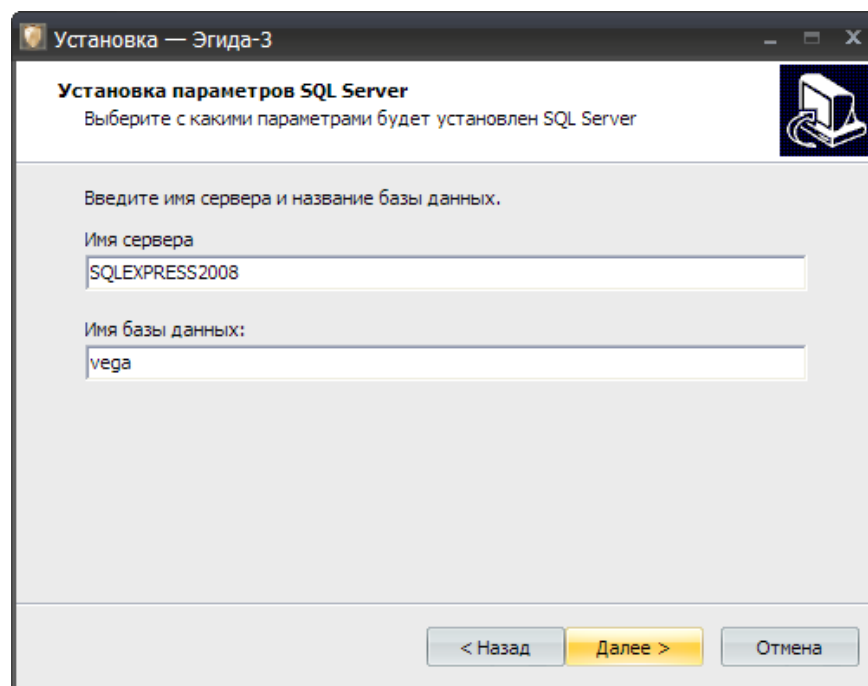 Установка — Эгида-3
Установка параметров SQL Server
Выберите с какими параметрами будет установлен SQL Server
Введите имя сервера и название базы данных.
Имя сервера
SQLEXPRESS2008
Имя базы данных:
vega
< Назад
Далее >
Отмена